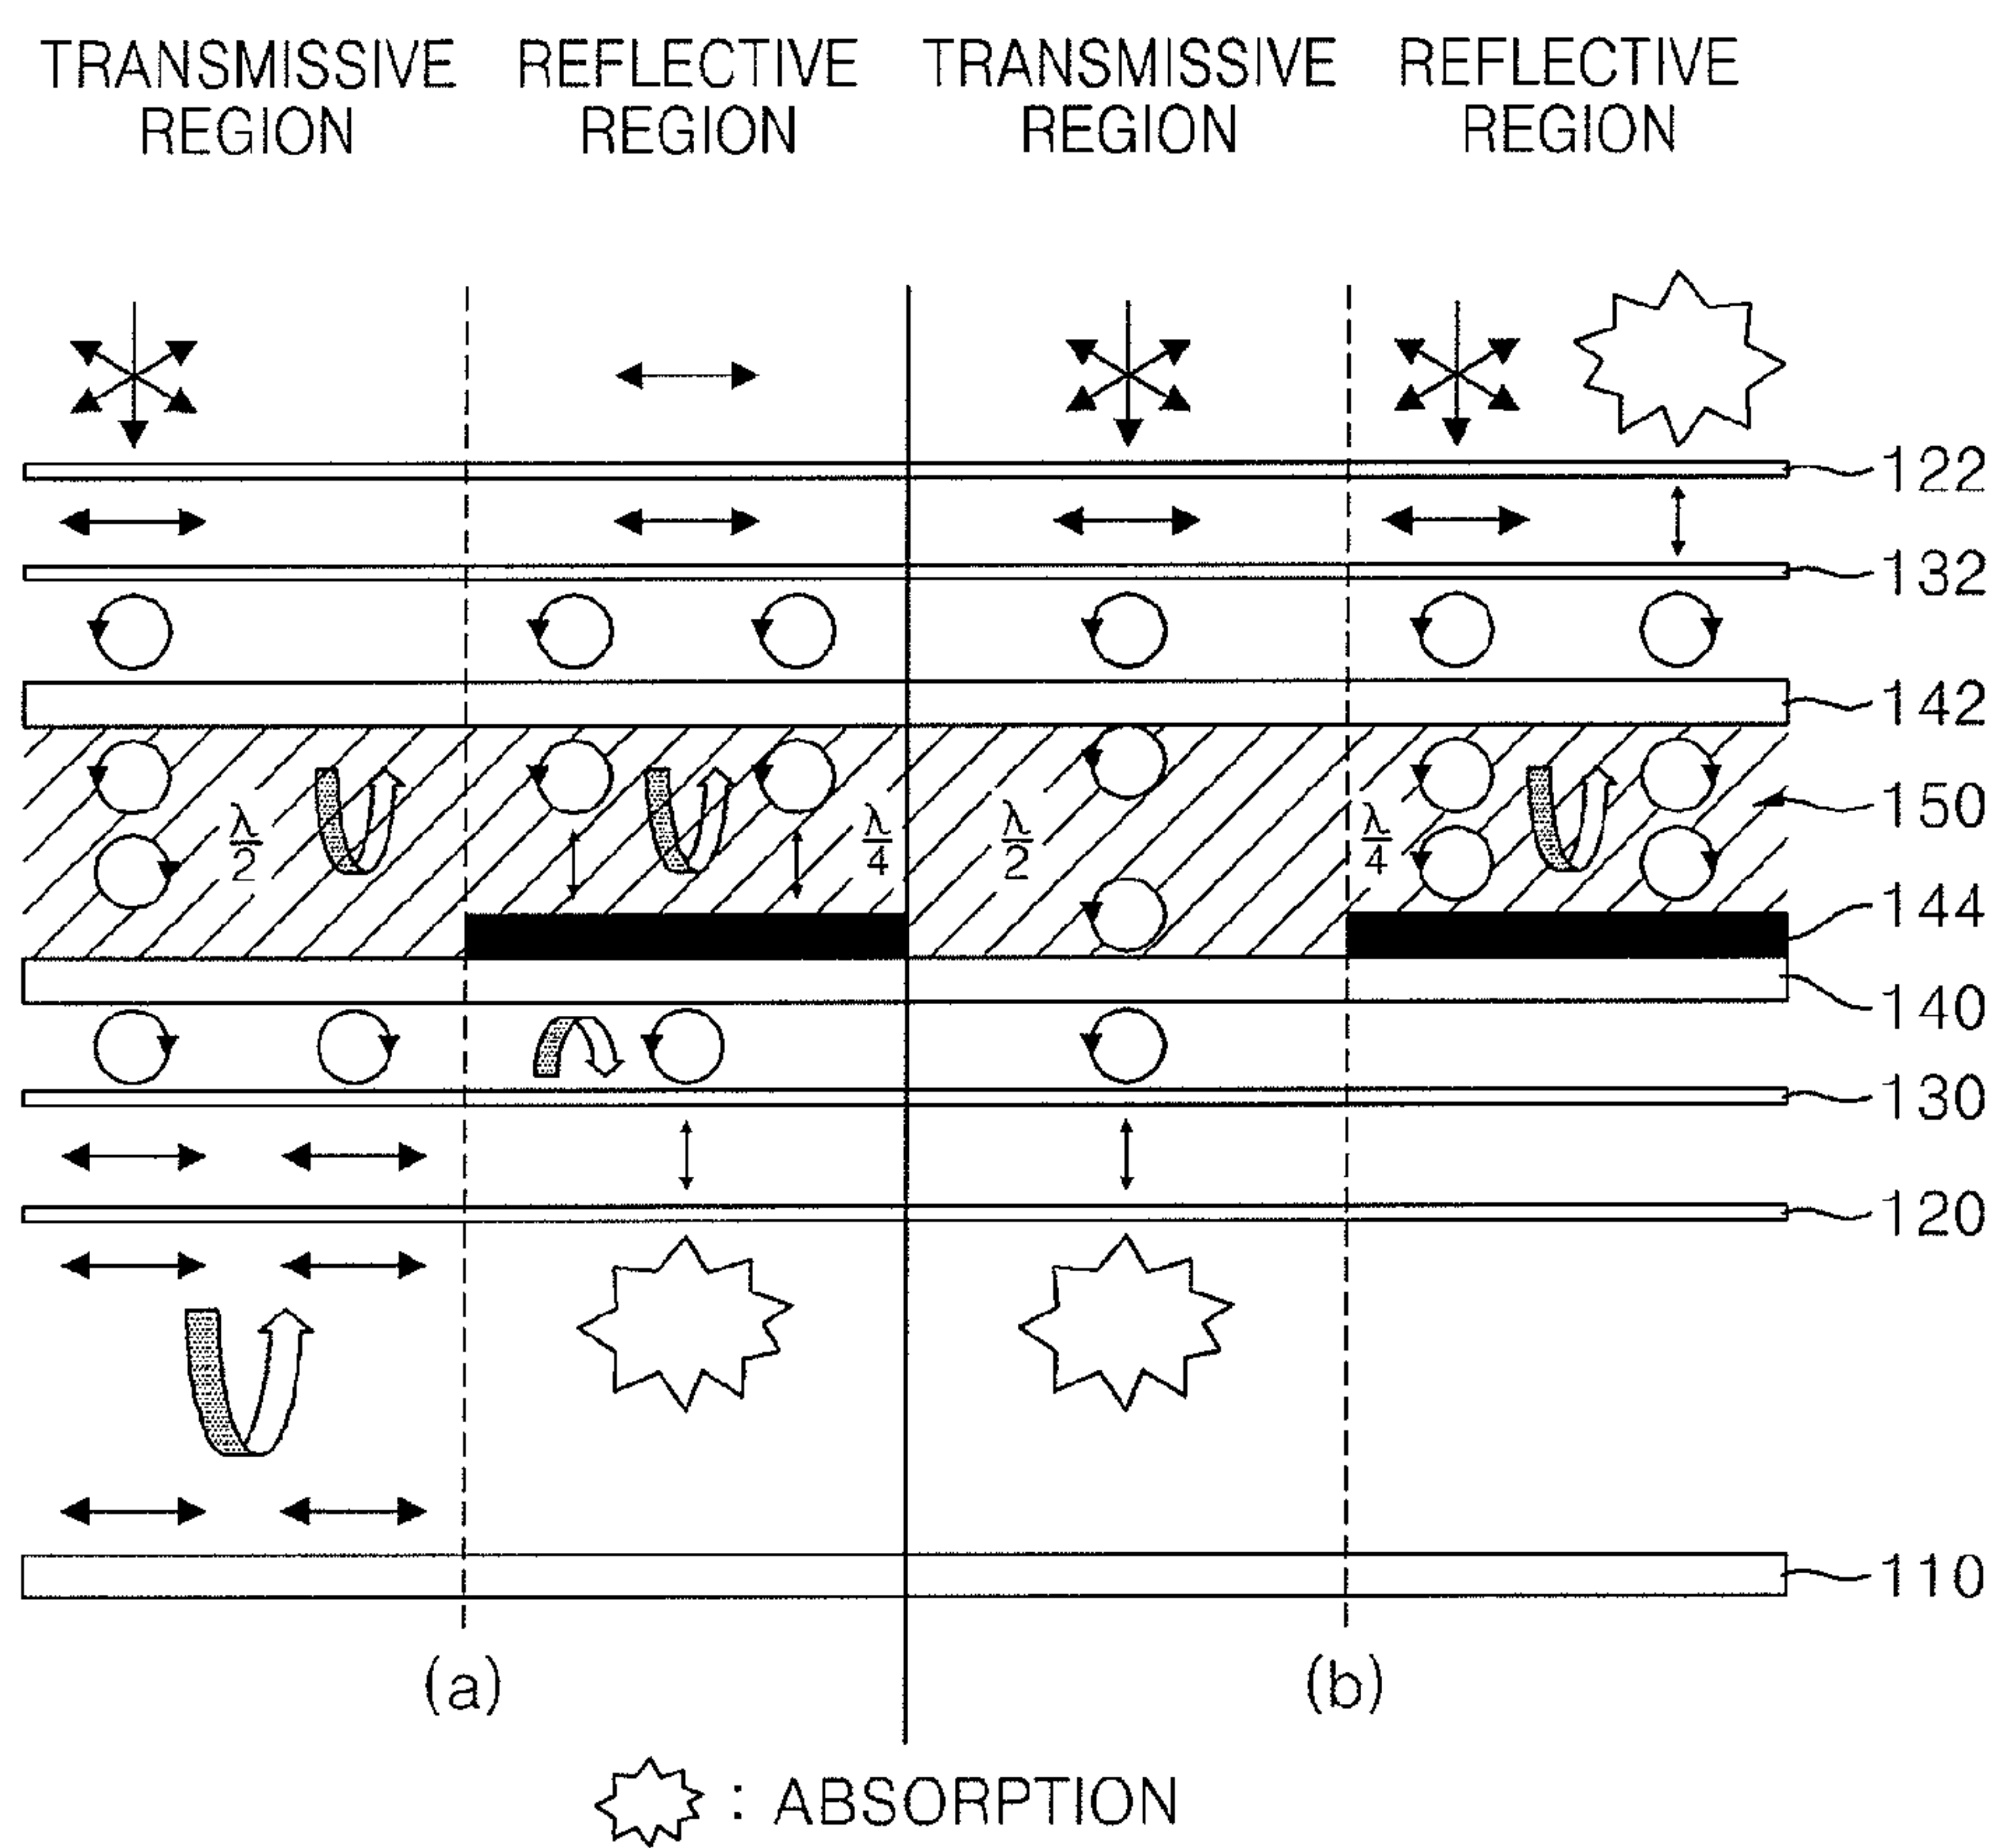 TRANSMISSIVE REGION
REFLECTIVE REGION
TRANSMISSIVE REGION
REFLECTIVE REGION
122
132
142
λ/2
λ/4
λ/2
λ/4
150
144
140
130
120
110
(a)
(b)
: ABSORPTION